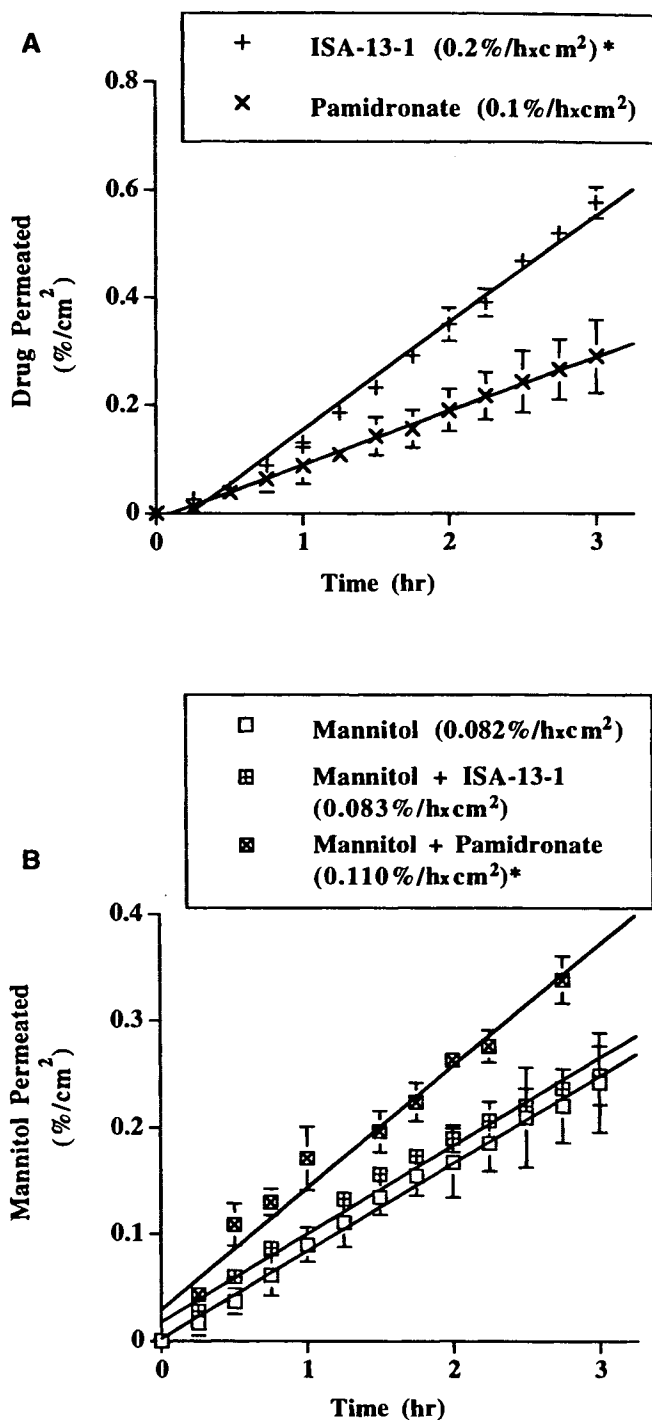 A
+ ISA-13-1 (0.2%/hxcm²)*
× Pamidronate (0.1%/hxcm²)
0.8
0.6
0.4
0.2
0
Drug Permeated
(%/cm²)
0 1 2 3
Time (hr)
Mannitol (0.082%/hxcm²)
Mannitol + ISA-13-1
(0.083%/hxcm²)
Mannitol + Pamidronate
(0.110%/hxcm²)*
B
0.4
0.3
0.2
0.1
0
Mannitol Permeated
(%/cm²)
0 1 2 3
Time (hr)